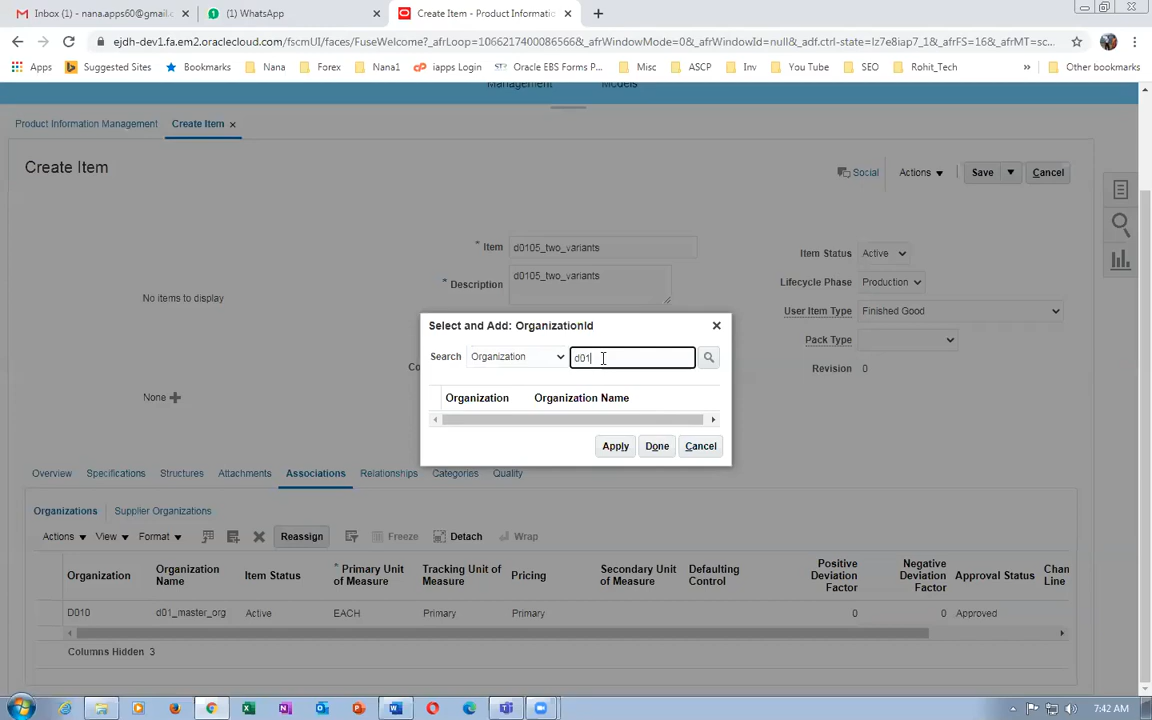 Inbox (1) - nana.apps60@gmail.c
(1) WhatsApp
Create Item - Product Informatio
ejdh-dev1.fa.em2.oraclecloud.com/fscmUI/faces/FuseWelcome?_afrLoop=1066217400086566&_afrWindowMode=0&_afrWindowId=null&_adf.ctrl-state=lz7e8iap7_1&_afrFS=16&_afrMT=sc...
Apps Suggested Sites Bookmarks Nana Forex Nana1 iapps Login Oracle EBS Forms P... Misc ASCP Inv You Tube SEO Rohit_Tech » Other bookmarks
Management Models
Product Information Management Create Item
Create Item
Social Actions Save Cancel
* Item d0105_two_variants
Item Status Active
* Description d0105_two_variants
Lifecycle Phase Production
No items to display
User Item Type Finished Good
Pack Type
Revision 0
Select and Add: OrganizationId
Search Organization d01
Organization Organization Name
Apply Done Cancel
None
Overview Specifications Structures Attachments Associations Relationships Categories Quality
Organizations Supplier Organizations
Actions View Format Reassign Freeze Detach Wrap
Organization
Organization Name
Item Status
* Primary Unit of Measure
Tracking Unit of Measure
Pricing
Secondary Unit of Measure
Defaulting Control
Positive Deviation Factor
Negative Deviation Factor
Approval Status
Chan Line
D010 d01_master_org Active EACH Primary Primary 0 0 Approved
Columns Hidden 3
7:42 AM